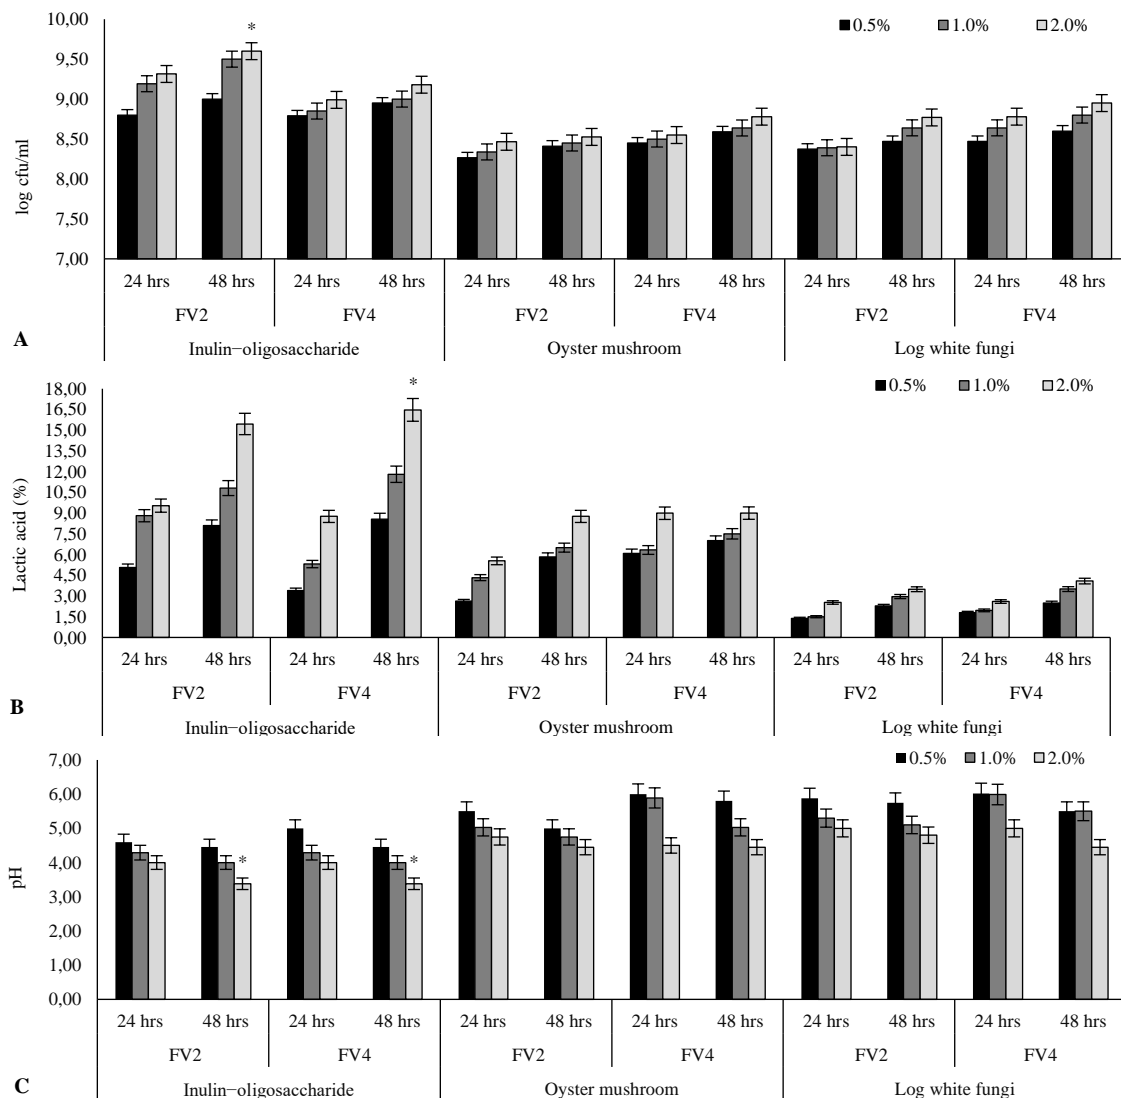 10,00
9,50
9,00
8,50
8,00
7,50
7,00
log cfu/ml
*
0.5% 1.0% 2.0%
24 hrs 48 hrs 24 hrs 48 hrs 24 hrs 48 hrs 24 hrs 48 hrs 24 hrs 48 hrs 24 hrs 48 hrs
FV2 FV4 FV2 FV4 FV2 FV4
Inulin−oligosaccharide Oyster mushroom Log white fungi
A
18,00
16,50
15,00
13,50
12,00
10,50
9,00
7,50
6,00
4,50
3,00
1,50
0,00
Lactic acid (%)
*
0.5% 1.0% 2.0%
24 hrs 48 hrs 24 hrs 48 hrs 24 hrs 48 hrs 24 hrs 48 hrs 24 hrs 48 hrs 24 hrs 48 hrs
FV2 FV4 FV2 FV4 FV2 FV4
Inulin−oligosaccharide Oyster mushroom Log white fungi
B
7,00
6,00
5,00
4,00
3,00
2,00
1,00
0,00
pH
* *
0.5% 1.0% 2.0%
24 hrs 48 hrs 24 hrs 48 hrs 24 hrs 48 hrs 24 hrs 48 hrs 24 hrs 48 hrs 24 hrs 48 hrs
FV2 FV4 FV2 FV4 FV2 FV4
Inulin−oligosaccharide Oyster mushroom Log white fungi
C